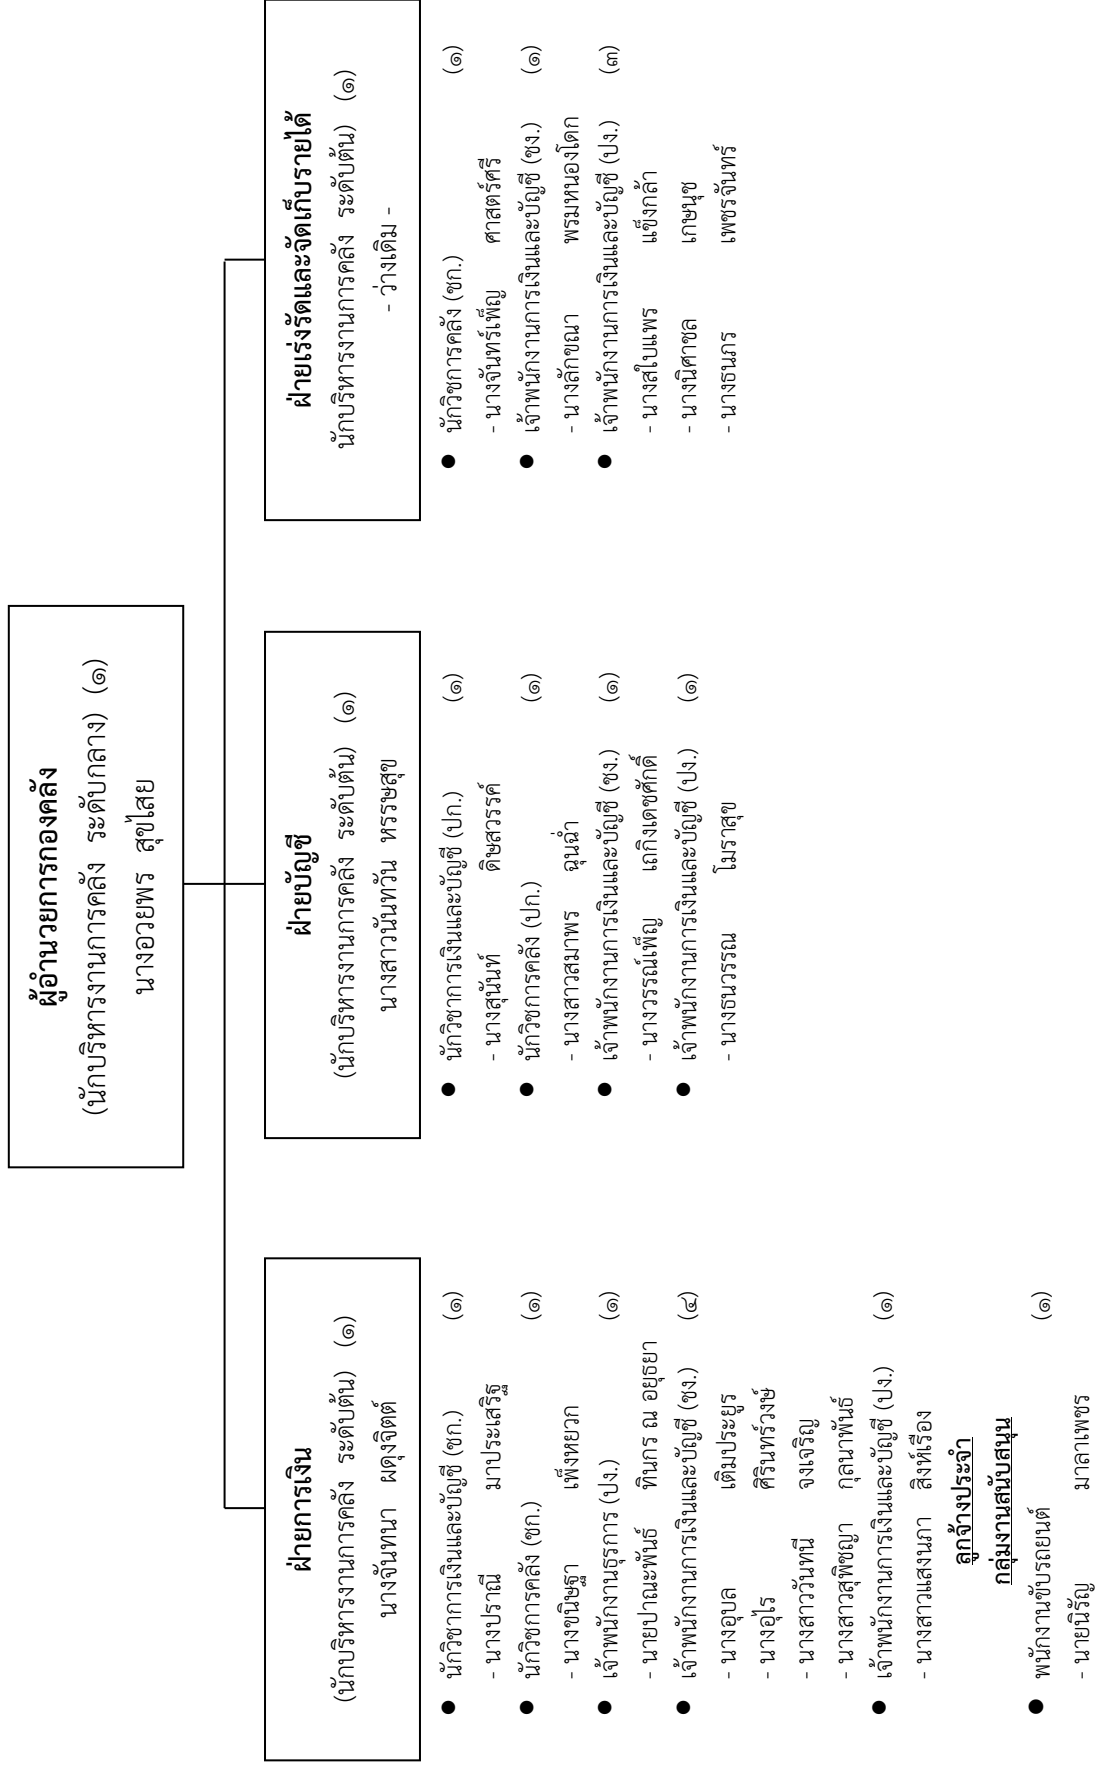 ผู้อำนวยการกองคลัง
(นักบริหารงานการคลัง ระดับกลาง) (๑)
นางอวยพร สุขไสย
ฝ่ายการเงิน
(นักบริหารงานการคลัง ระดับต้น) (๑)
นางจันทนา ผดุงจิตต์
● นักวิชาการเงินและบัญชี (ชก.) (๑)
- นางปราณี มาประเสริฐ
● นักวิชการคลัง (ชก.) (๑)
- นางขนิษฐา เพ็งหยวก
● เจ้าพนักงานธุรการ (ปง.) (๑)
- นายปาณะพันธ์ ทินกร ณ อยุธยา
● เจ้าพนักงานการเงินและบัญชี (ชง.) (๔)
- นางอุบล เติมประยูร
- นางอุไร ศิรินทร์วงษ์
- นางสาววันทนี จงเจริญ
- นางสาวสุพิชญา กุลนาพันธ์
● เจ้าพนักงานการเงินและบัญชี (ปง.) (๑)
- นางสาวแสงนภา สิงห์เรือง
ลูกจ้างประจำ
กลุ่มงานสนับสนุน
● พนักงานขับรถยนต์ (๑)
- นายนิรัญ มาลาเพชร
ฝ่ายบัญชี
(นักบริหารงานการคลัง ระดับต้น) (๑)
นางสาวนันทวัน หรรษสุข
● นักวิชาการเงินและบัญชี (ปก.) (๑)
- นางสุนันท์ ดิษสวรรค์
● นักวิชการคลัง (ปก.) (๑)
- นางสาวสมาพร ฉุนฉ่ำ
● เจ้าพนักงานการเงินและบัญชี (ชง.) (๑)
- นางวรรณ์เพ็ญ เถกิงเดชศักดิ์
● เจ้าพนักงานการเงินและบัญชี (ปง.) (๑)
- นางธนวรรณ โมราสุข
ฝ่ายเร่งรัดและจัดเก็บรายได้
นักบริหารงานการคลัง ระดับต้น) (๑)
- ว่างเดิม -
● นักวิชการคลัง (ชก.) (๑)
- นางจันทร์เพ็ญ ศาสตร์ศรี
● เจ้าพนักงานการเงินและบัญชี (ชง.) (๑)
- นางลักขณา พรมหนองโดก
● เจ้าพนักงานการเงินและบัญชี (ปง.) (๓)
- นางสไบแพร แข็งกล้า
- นางนิศาชล เกษนุช
- นางธนภร เพชรจันทร์